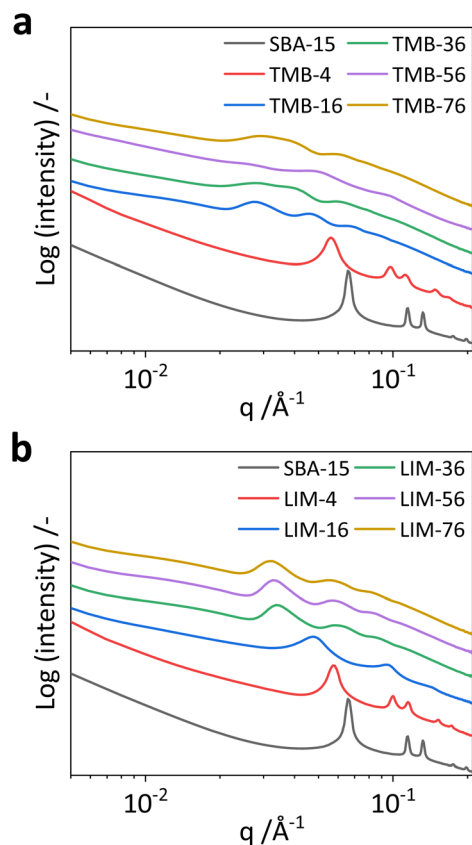 a
SBA-15 TMB-36
TMB-4 TMB-56
TMB-16 TMB-76
Log (intensity) /-
10⁻² 10⁻¹
q /Å⁻¹
b
SBA-15 LIM-36
LIM-4 LIM-56
LIM-16 LIM-76
Log (intensity) /-
10⁻² 10⁻¹
q /Å⁻¹